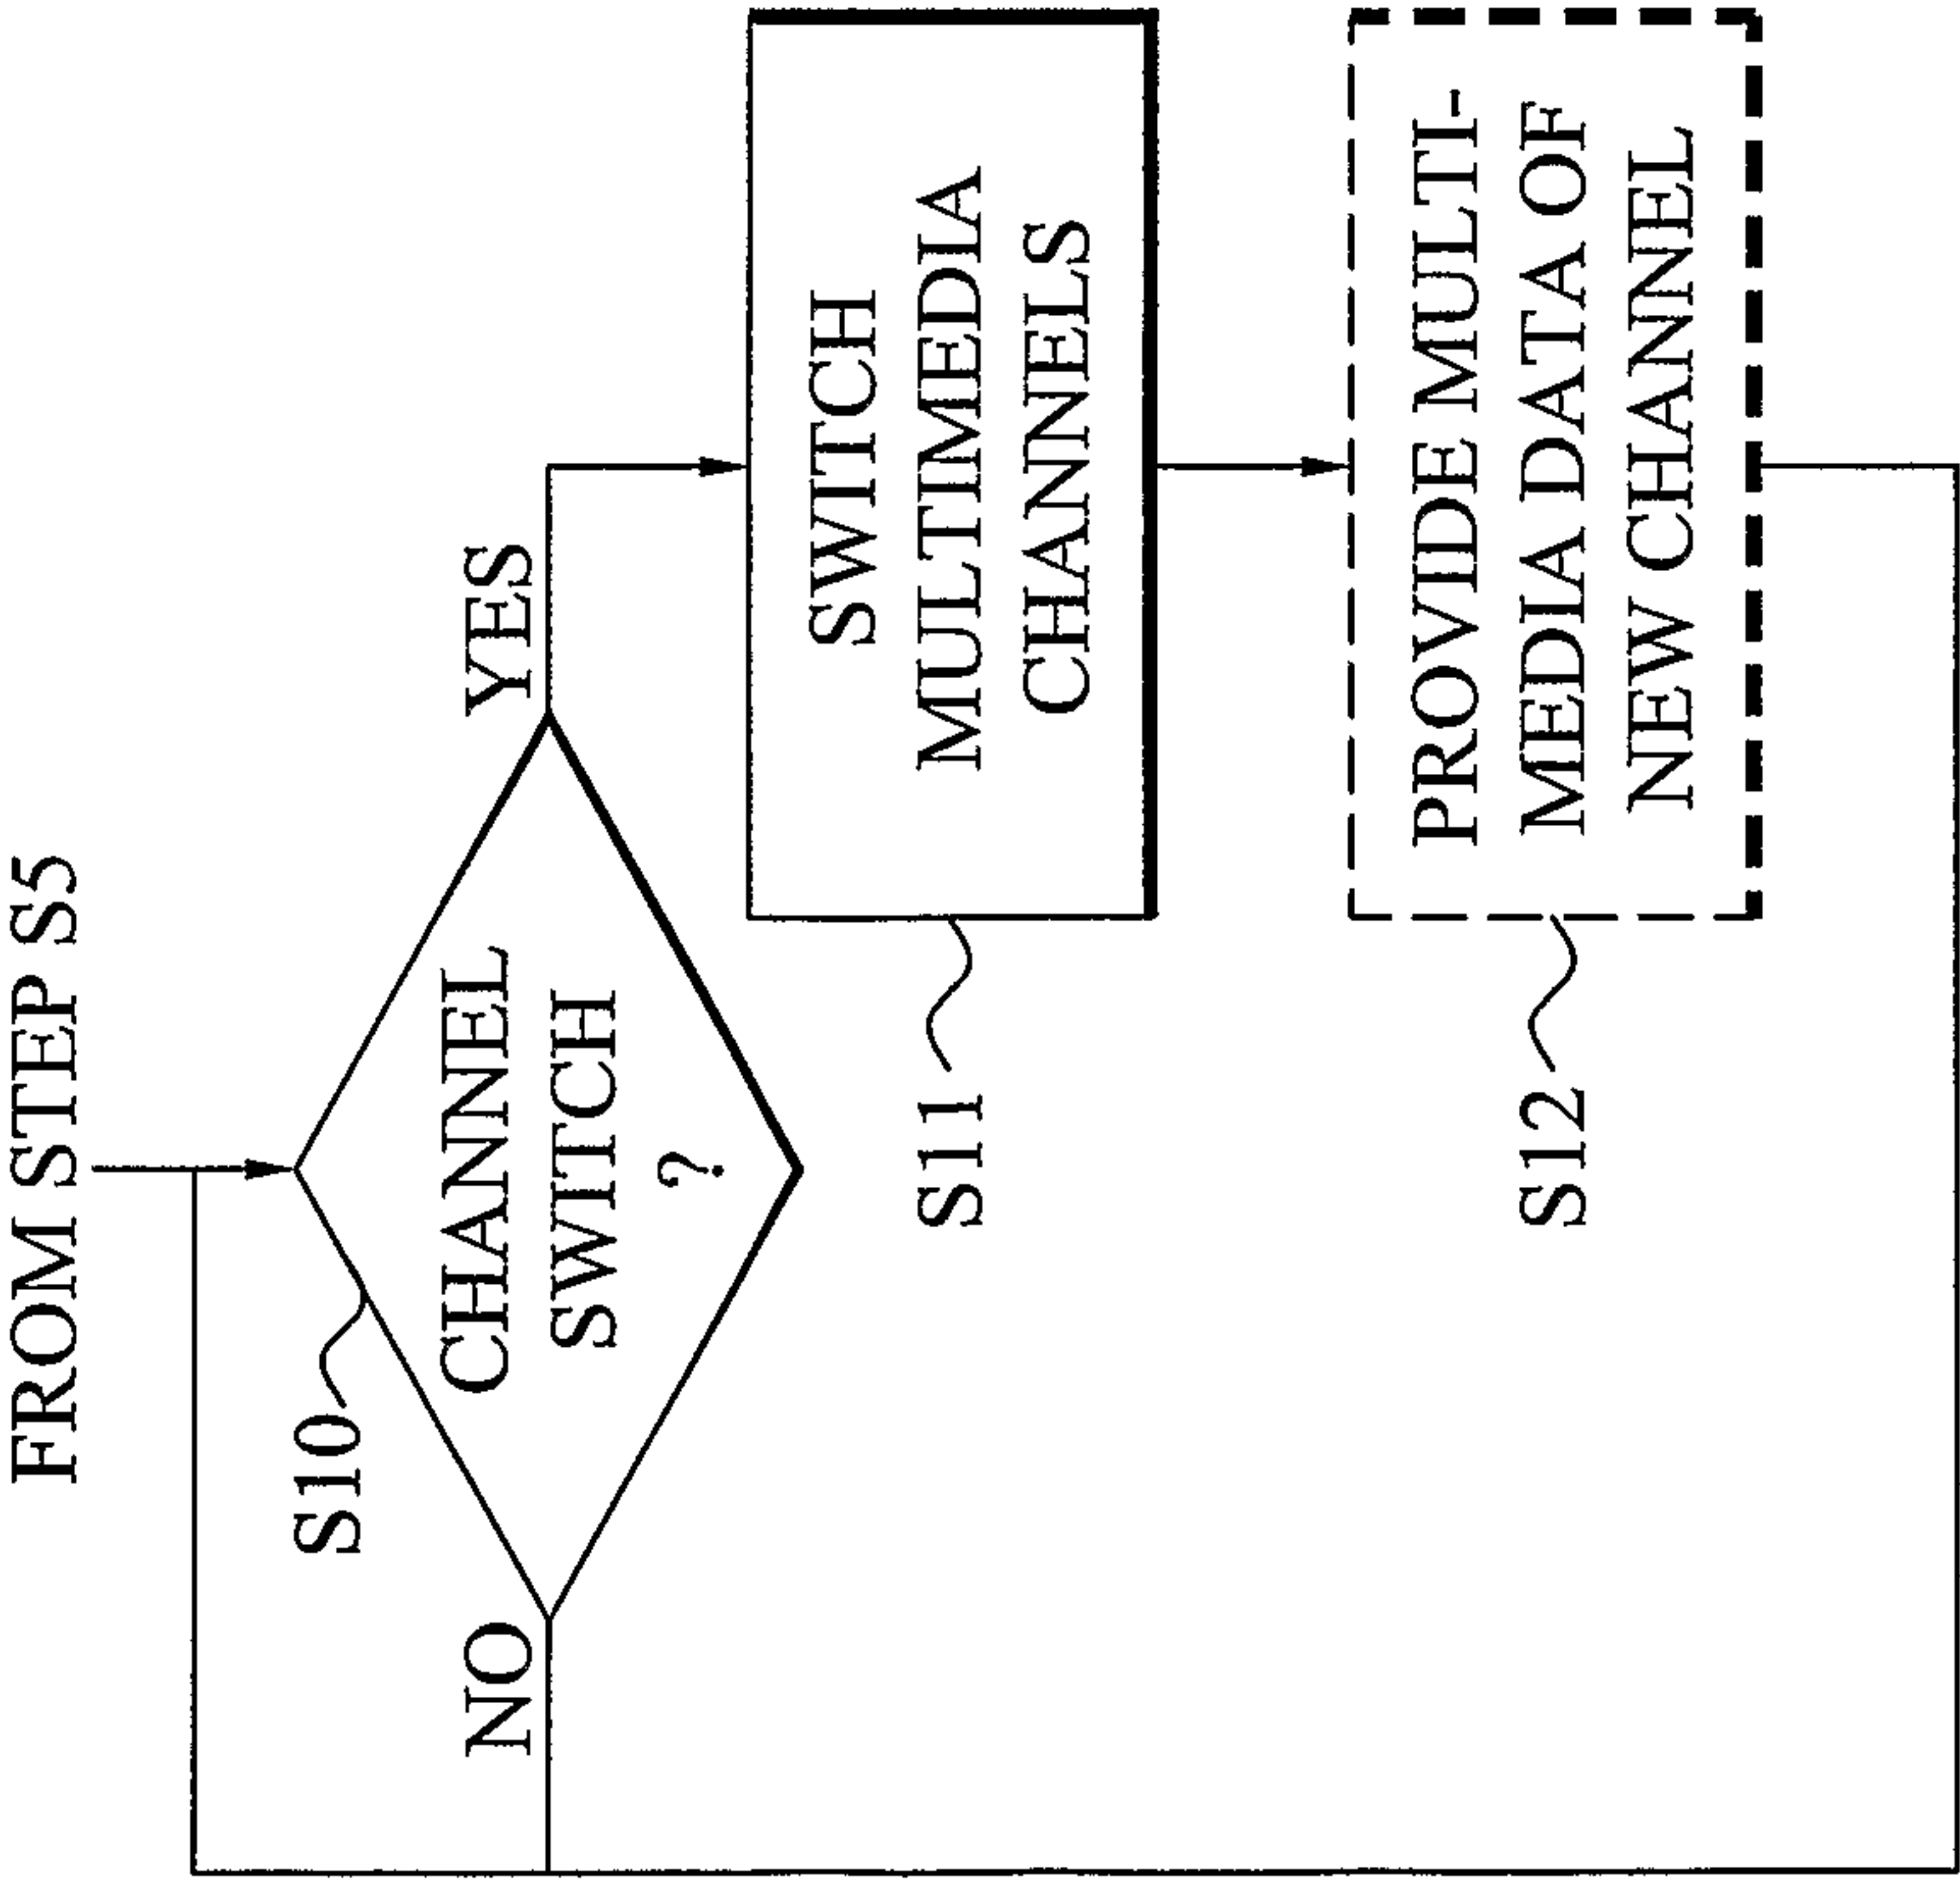 FROM STEP S5
S10
CHANNEL
SWITCH
?
NO
YES
S11
SWITCH
MULTIMEDIA
CHANNELS
S12
PROVIDE MULTI-
MEDIA DATA OF
NEW CHANNEL